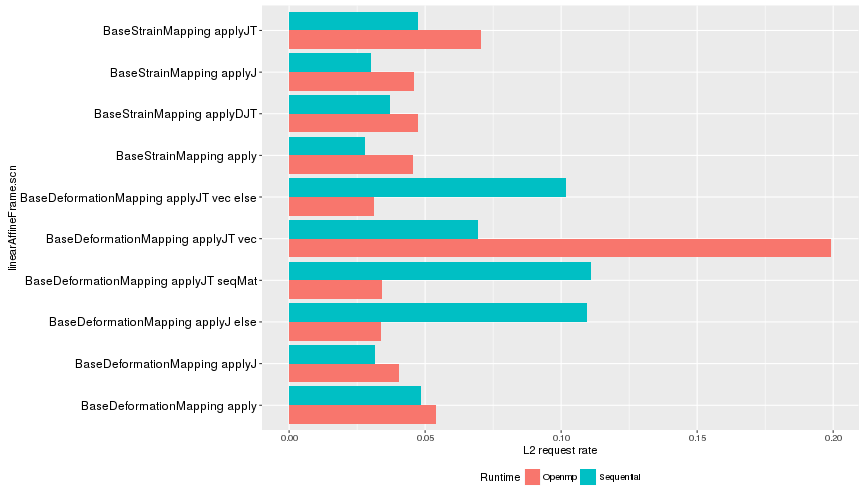 linearAffineFrame.scn
BaseStrainMapping applyJT
BaseStrainMapping applyJ
BaseStrainMapping applyDJT
BaseStrainMapping apply
BaseDeformationMapping applyJT vec else
BaseDeformationMapping applyJT vec
BaseDeformationMapping applyJT seqMat
BaseDeformationMapping applyJ else
BaseDeformationMapping applyJ
BaseDeformationMapping apply
0.00 0.05 0.10 0.15 0.20
L2 request rate
Runtime Openmp Sequential